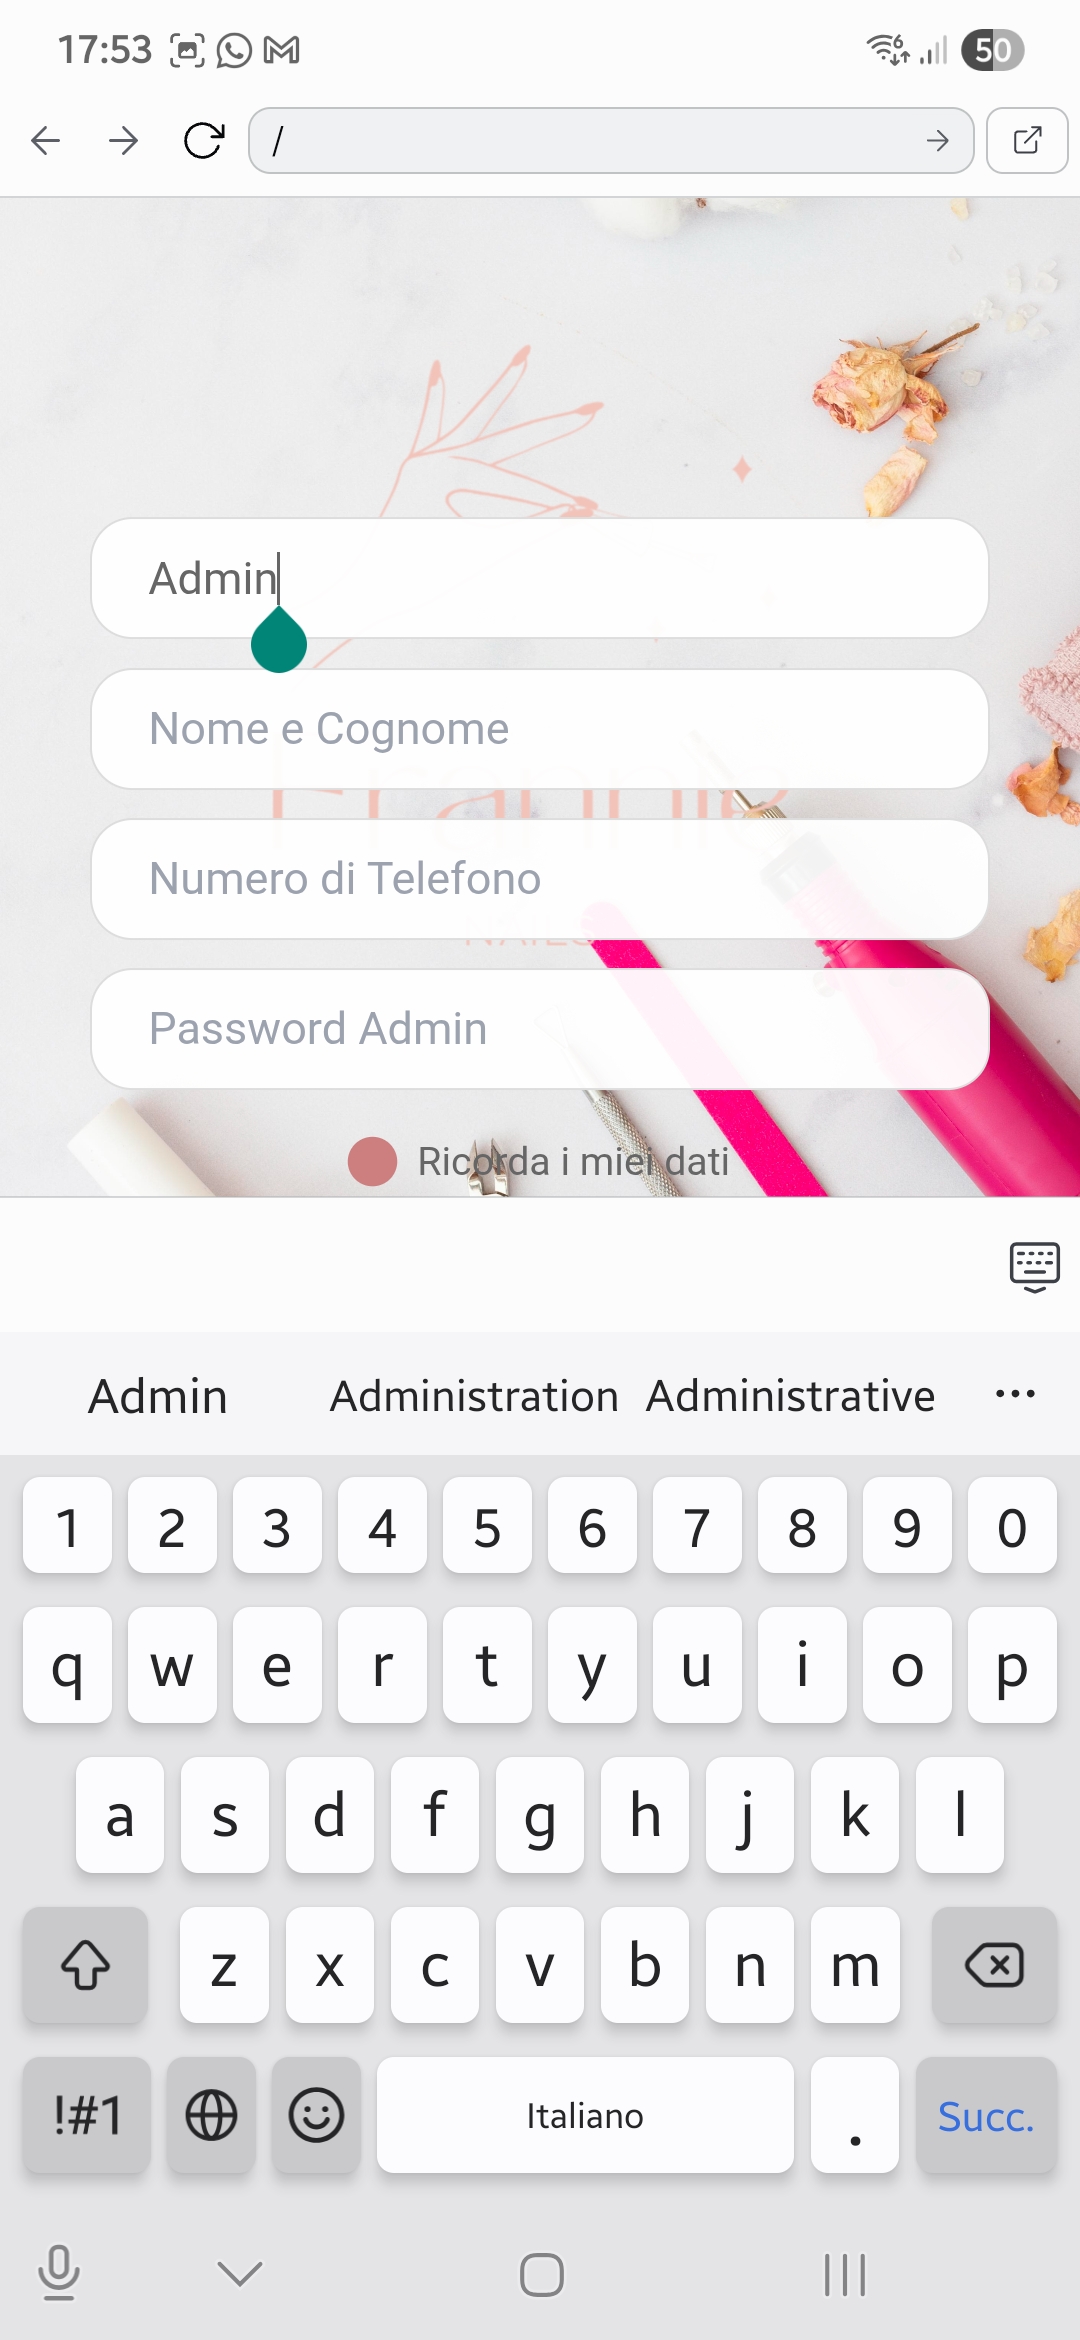 17:53
50
/
Admin
Nome e Cognome
Numero di Telefono
NAILS
Password Admin
Ricorda i miei dati
Admin Administration Administrative ...
1 2 3 4 5 6 7 8 9 0
q w e r t y u i o p
a s d f g h j k l
z x c v b n m
!#1 Italiano . Succ.